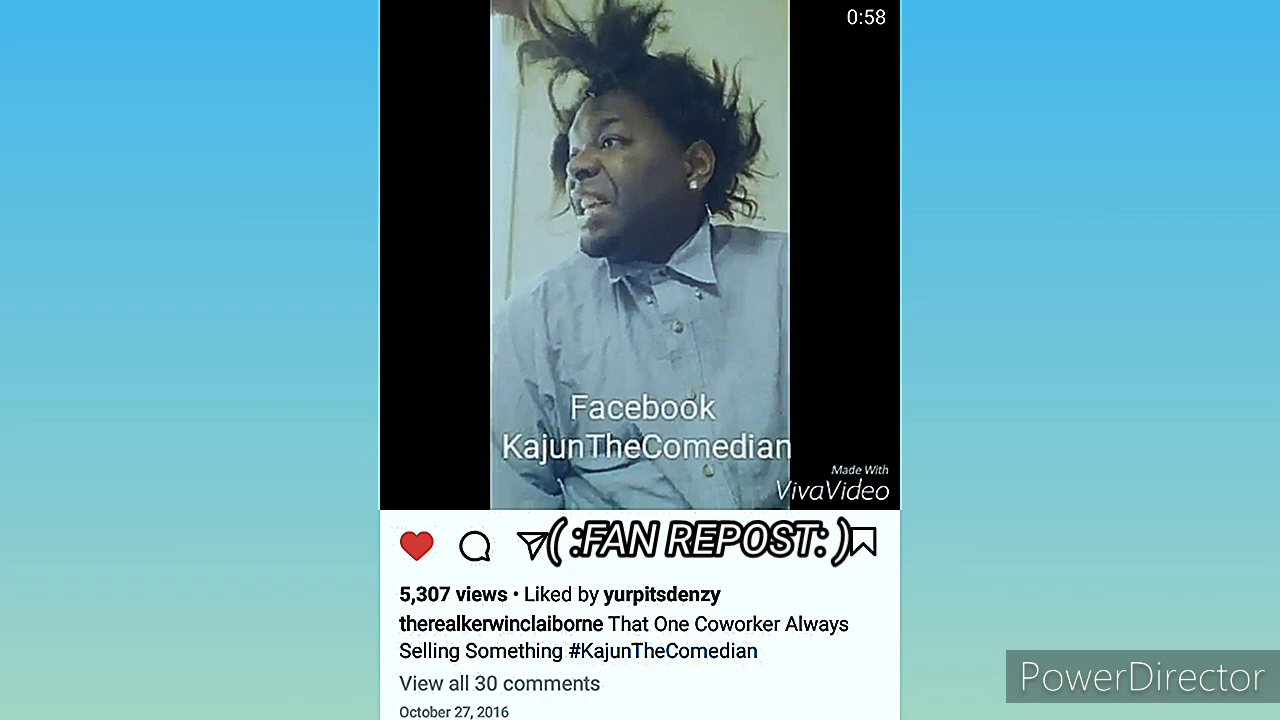 0:58
Facebook
KajunTheComedian
Made With
VivaVideo
( :FAN REPOST: )
5,307 views • Liked by yurpitsdenzy
therealkerwinclaiborne That One Coworker Always
Selling Something #KajunTheComedian
View all 30 comments
October 27, 2016
PowerDirector